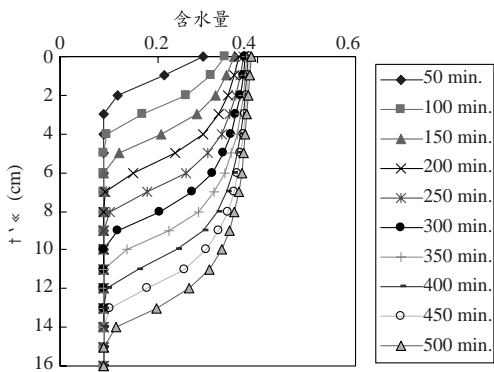 含水量
0 0.2 0.4 0.6
0
2
4
6
8
10
12
14
16
†‵« (cm)
50 min.
100 min.
150 min.
200 min.
250 min.
300 min.
350 min.
400 min.
450 min.
500 min.